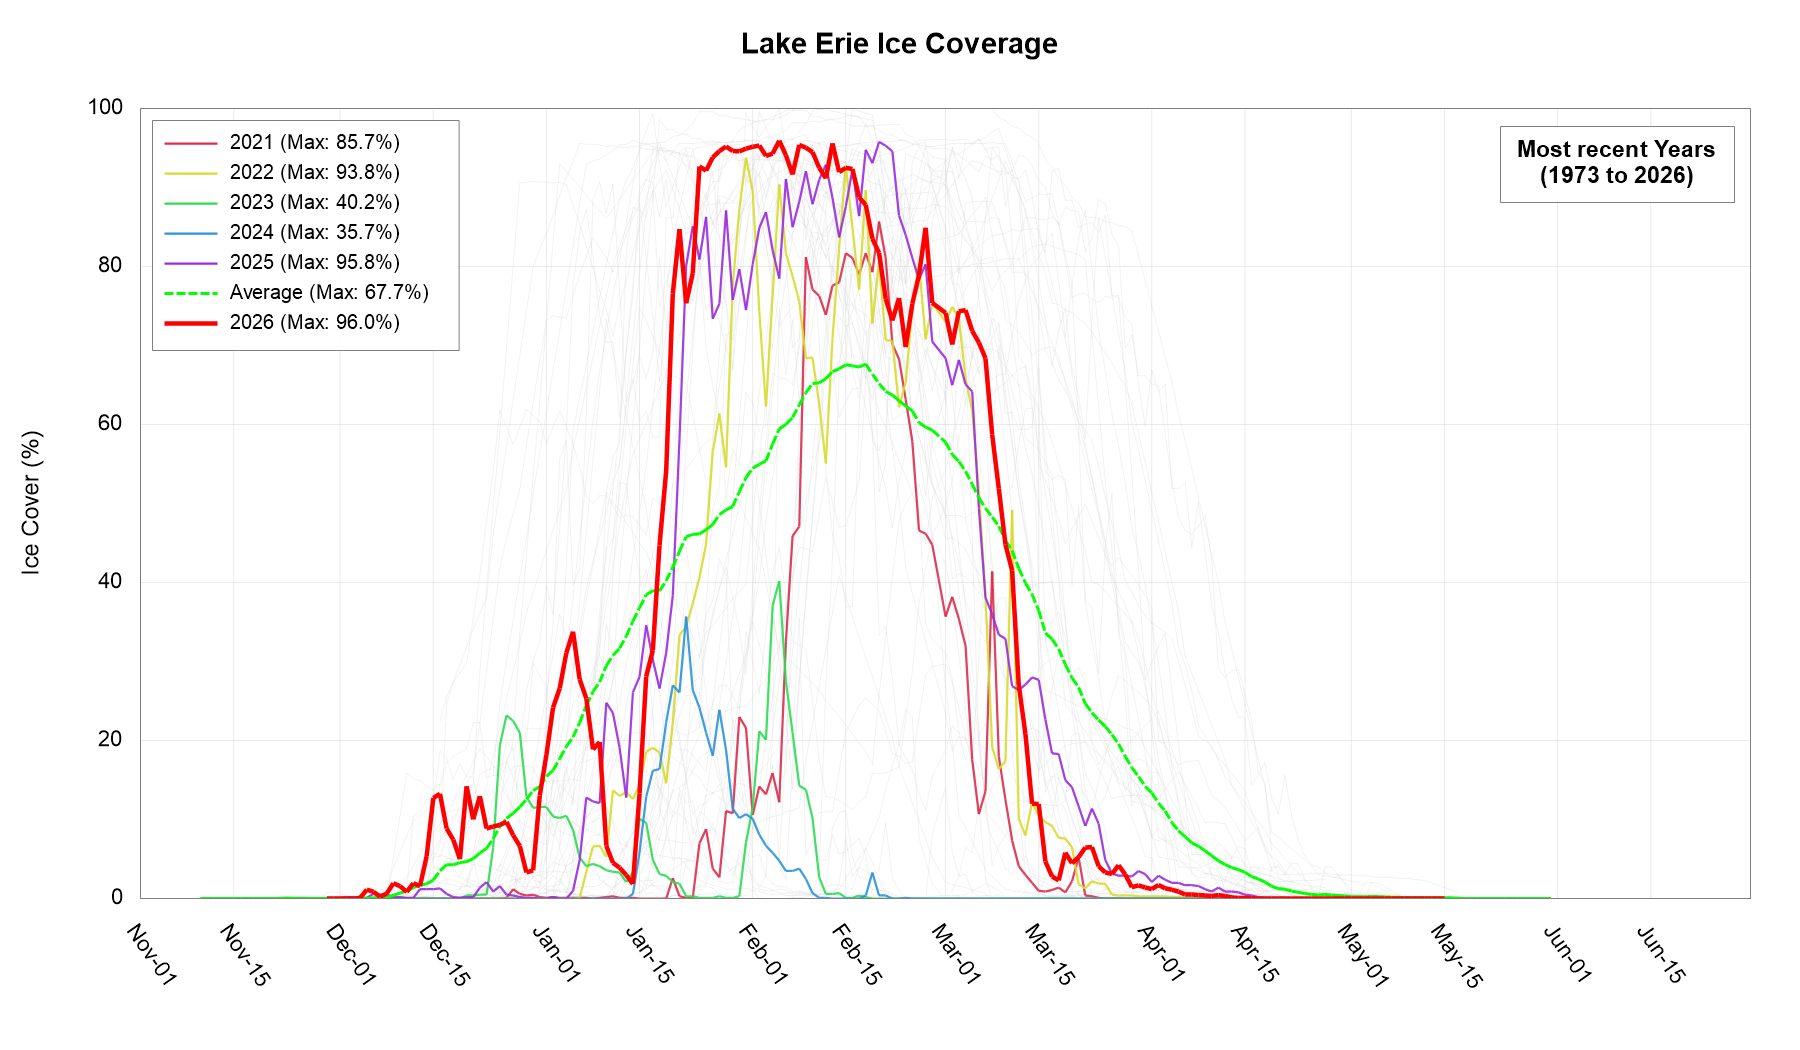 Lake Erie Ice Coverage
100
80
60
40
20
0
Ice Cover (%)
2021 (Max: 85.7%)
2022 (Max: 93.8%)
2023 (Max: 40.2%)
2024 (Max: 35.7%)
2025 (Max: 95.8%)
Average (Max: 67.7%)
2026 (Max: 96.0%)
Most recent Years
(1973 to 2026)
Nov-01
Nov-15
Dec-01
Dec-15
Jan-01
Jan-15
Feb-01
Feb-15
Mar-01
Mar-15
Apr-01
Apr-15
May-01
May-15
Jun-01
Jun-15